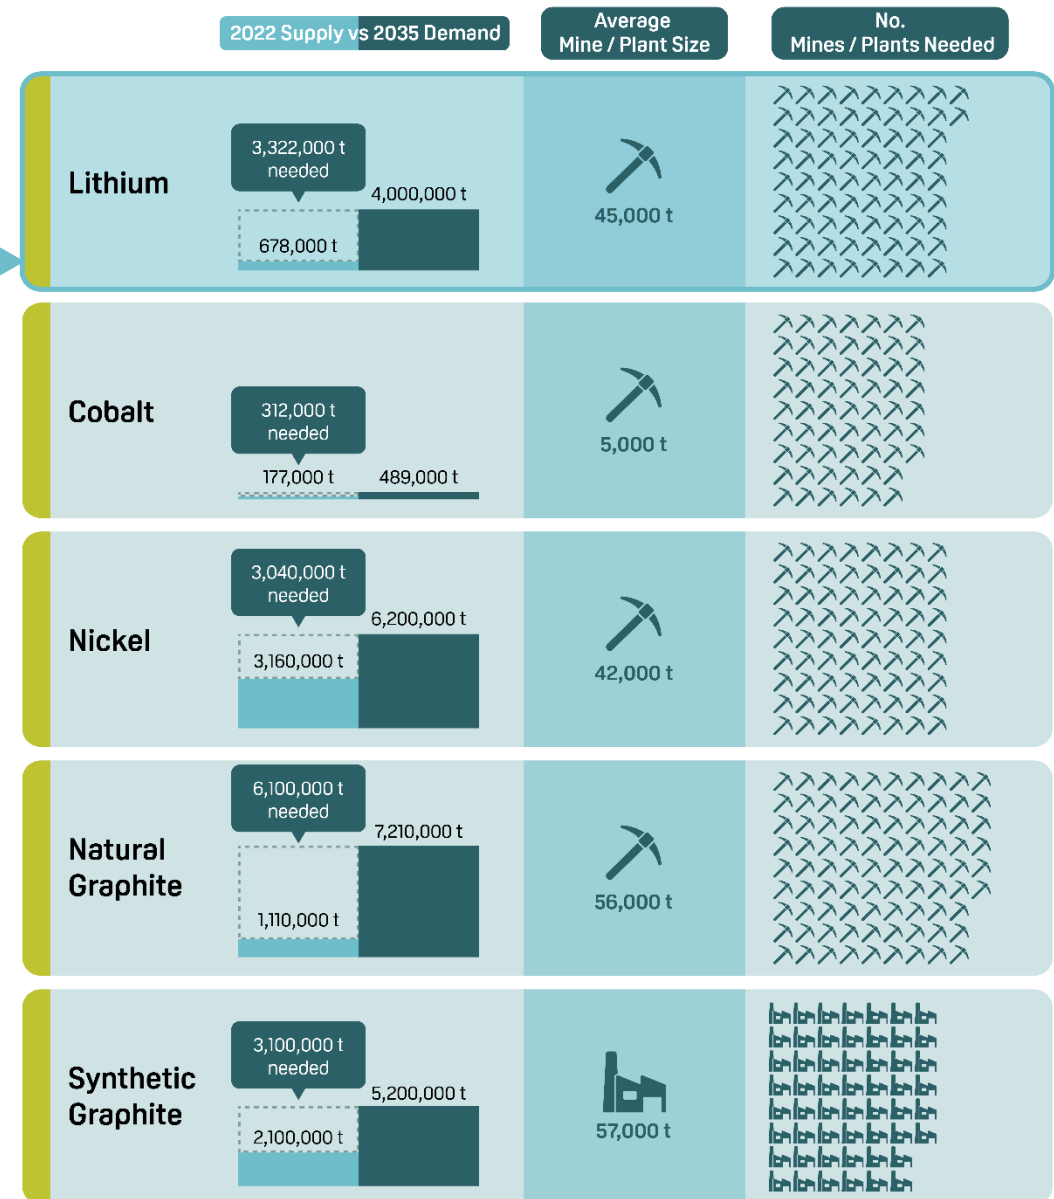 2022 Supply vs 2035 Demand
Average
Mine / Plant Size
No.
Mines / Plants Needed
Lithium
3,322,000 t
needed
4,000,000 t
678,000 t
45,000 t
Cobalt
312,000 t
needed
177,000 t
489,000 t
5,000 t
Nickel
3,040,000 t
needed
6,200,000 t
3,160,000 t
42,000 t
Natural
Graphite
6,100,000 t
needed
7,210,000 t
1,110,000 t
56,000 t
Synthetic
Graphite
3,100,000 t
needed
5,200,000 t
2,100,000 t
57,000 t